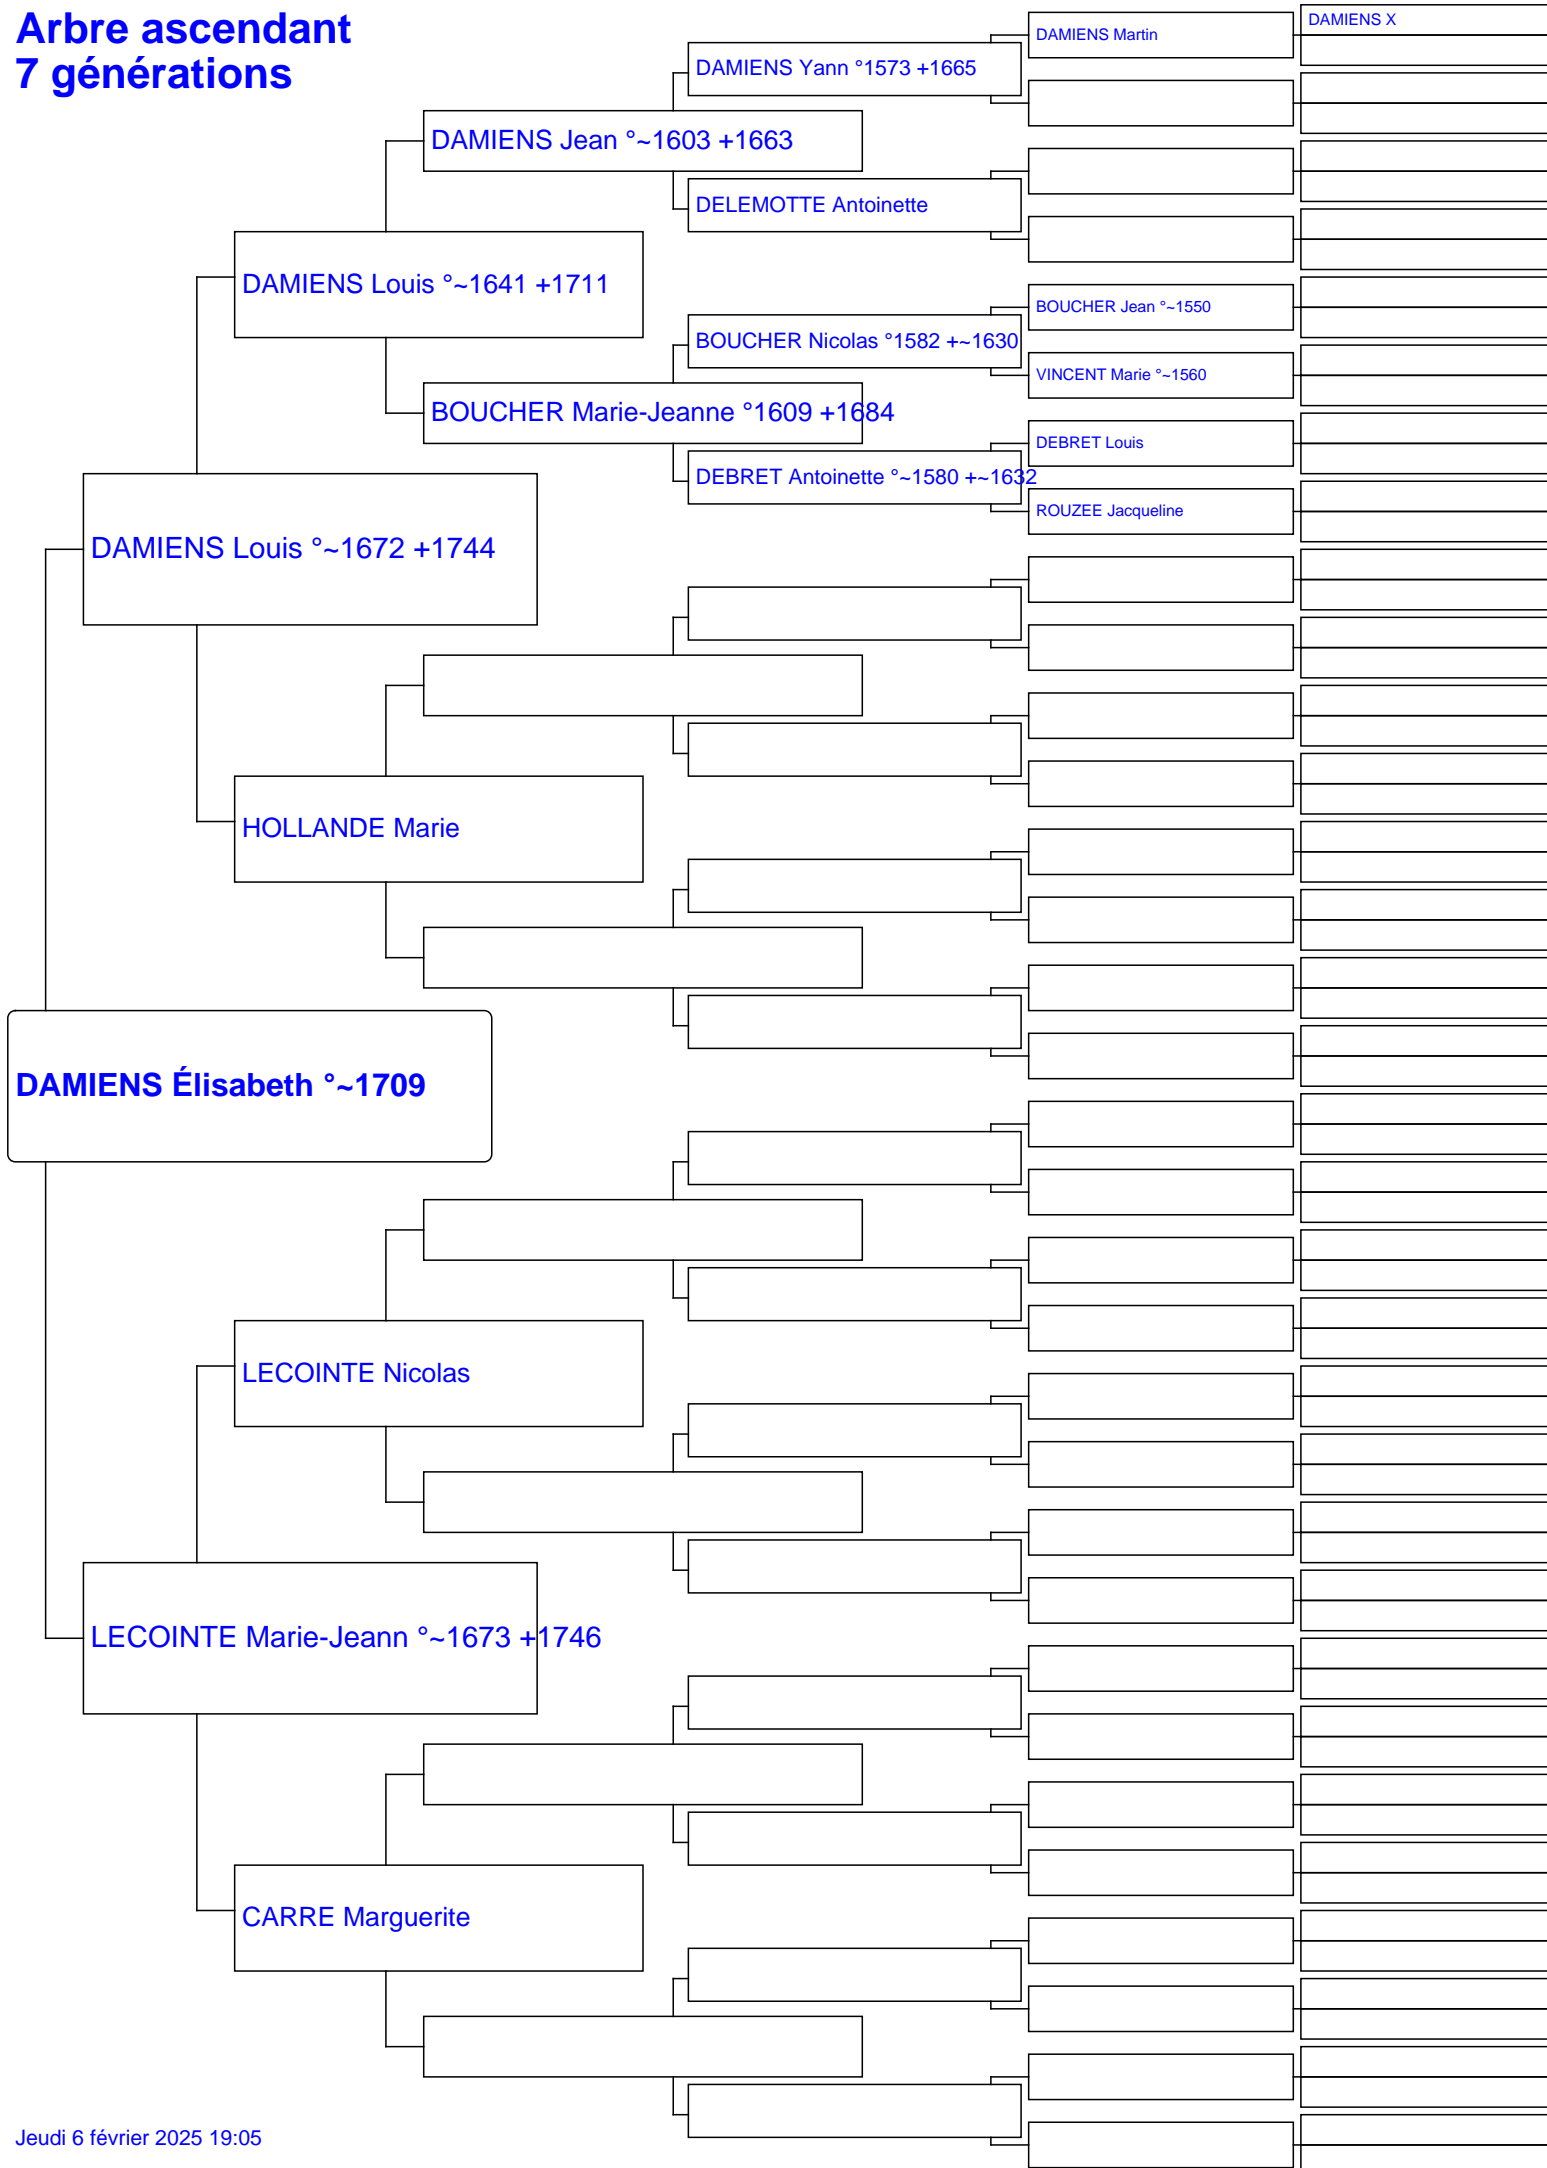 Arbre ascendant
7 générations
DAMIENS X
DAMIENS Martin
DAMIENS Yann °1573 +1665
DAMIENS Jean °~1603 +1663
DELEMOTTE Antoinette
DAMIENS Louis °~1641 +1711
BOUCHER Jean °~1550
BOUCHER Nicolas °1582 +~1630
VINCENT Marie °~1560
BOUCHER Marie-Jeanne °1609 +1684
DEBRET Louis
DEBRET Antoinette °~1580 +~1632
ROUZEE Jacqueline
DAMIENS Louis °~1672 +1744
HOLLANDE Marie
DAMIENS Élisabeth °~1709
LECOINTE Nicolas
LECOINTE Marie-Jeann °~1673 +1746
CARRE Marguerite
Jeudi 6 février 2025 19:05